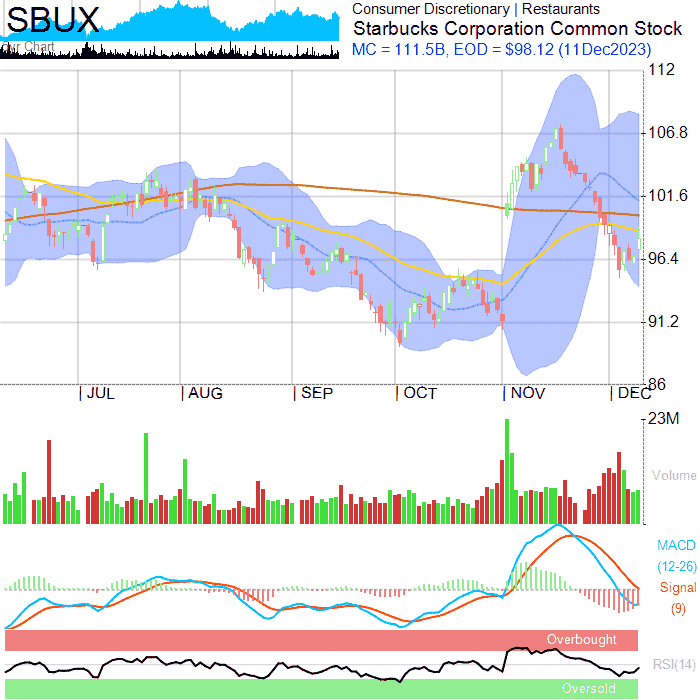 SBUX
Our Chart
Consumer Discretionary | Restaurants
Starbucks Corporation Common Stock
MC = 111.5B, EOD = $98.12 (11Dec2023)
112
106.8
101.6
96.4
91.2
86
JUL AUG SEP OCT NOV DEC
23M
Volume
MACD
(12-26)
Signal
(9)
Overbought
RSI(14)
Oversold